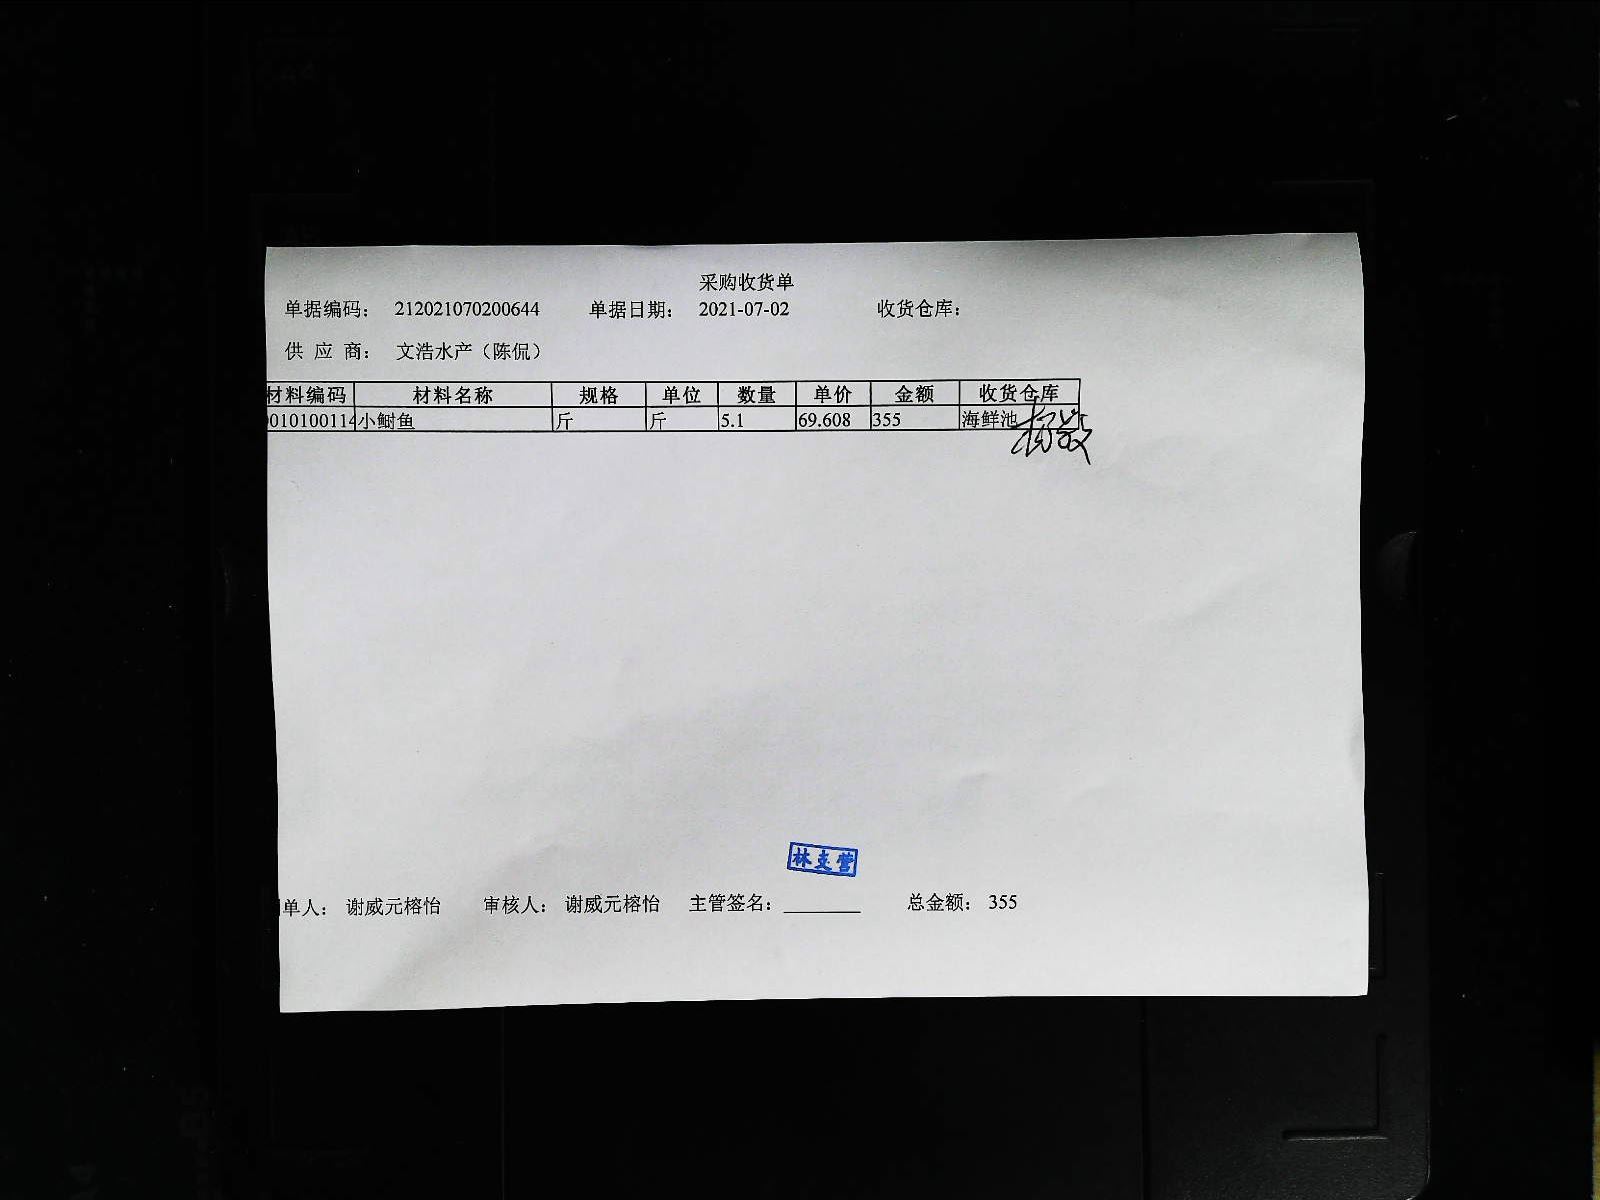 采购收货单
单据编码： 212021070200644 单据日期： 2021-07-02 收货仓库：
供 应 商： 文浩水产（陈侃）
材料编码 材料名称 规格 单位 数量 单价 金额 收货仓库
0010100114 小鲥鱼 斤 斤 5.1 69.608 355 海鲜池
林支营
单人： 谢威元榕怡 审核人： 谢威元榕怡 主管签名： ________ 总金额： 355